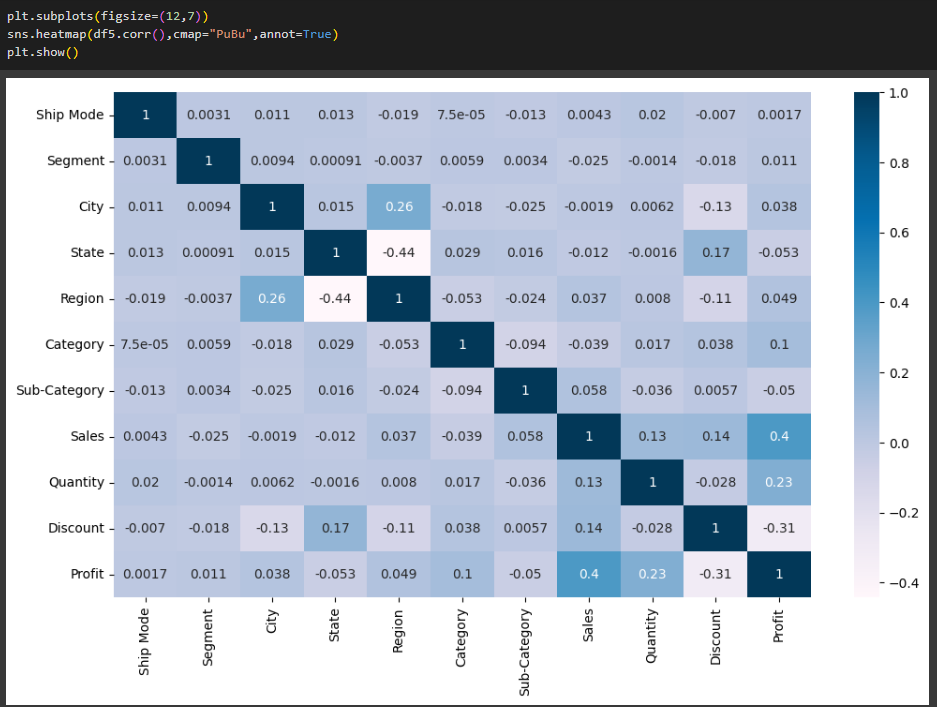 plt.subplots(figsize=(12,7))
sns.heatmap(df5.corr(),cmap="PuBu",annot=True)
plt.show()
Ship Mode 1 0.0031 0.011 0.013 -0.019 7.5e-05 -0.013 0.0043 0.02 -0.007 0.0017
Segment 0.0031 1 0.0094 0.00091 -0.0037 0.0059 0.0034 -0.025 -0.0014 -0.018 0.011
City 0.011 0.0094 1 0.015 0.26 -0.018 -0.025 -0.0019 0.0062 -0.13 0.038
State 0.013 0.00091 0.015 1 -0.44 0.029 0.016 -0.012 -0.0016 0.17 -0.053
Region -0.019 -0.0037 0.26 -0.44 1 -0.053 -0.024 0.037 0.008 -0.11 0.049
Category 7.5e-05 0.0059 -0.018 0.029 -0.053 1 -0.094 -0.039 0.017 0.038 0.1
Sub-Category -0.013 0.0034 -0.025 0.016 -0.024 -0.094 1 0.058 -0.036 0.0057 -0.05
Sales 0.0043 -0.025 -0.0019 -0.012 0.037 -0.039 0.058 1 0.13 0.14 0.4
Quantity 0.02 -0.0014 0.0062 -0.0016 0.008 0.017 -0.036 0.13 1 -0.028 0.23
Discount -0.007 -0.018 -0.13 0.17 -0.11 0.038 0.0057 0.14 -0.028 1 -0.31
Profit 0.0017 0.011 0.038 -0.053 0.049 0.1 -0.05 0.4 0.23 -0.31 1
Ship Mode Segment City State Region Category Sub-Category Sales Quantity Discount Profit
1.0
0.8
0.6
0.4
0.2
0.0
−0.2
−0.4